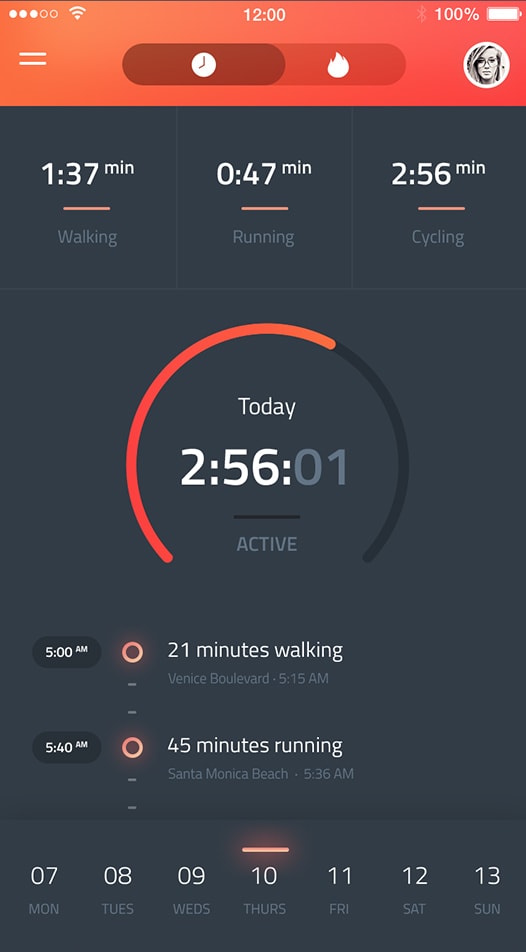 12:00
100%
1:37 min
0:47 min
2:56 min
Walking
Running
Cycling
Today
2:56:01
ACTIVE
5:00 AM
21 minutes walking
Venice Boulevard · 5:15 AM
5:40 AM
45 minutes running
Santa Monica Beach · 5:36 AM
07 08 09 10 11 12 13
MON TUES WEDS THURS FRI SAT SUN